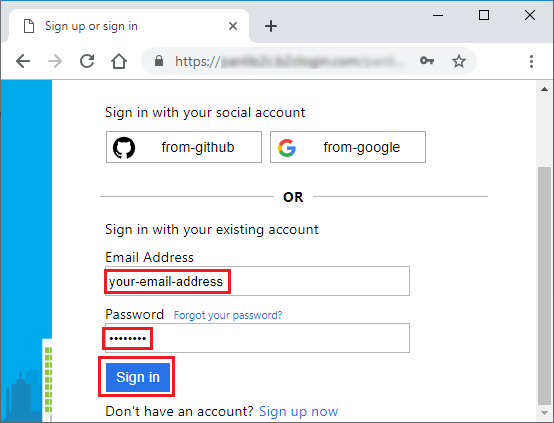 Sign up or sign in
https://
Sign in with your social account
from-github
from-google
OR
Sign in with your existing account
Email Address
your-email-address
Password Forgot your password?
••••••••
Sign in
Don't have an account? Sign up now